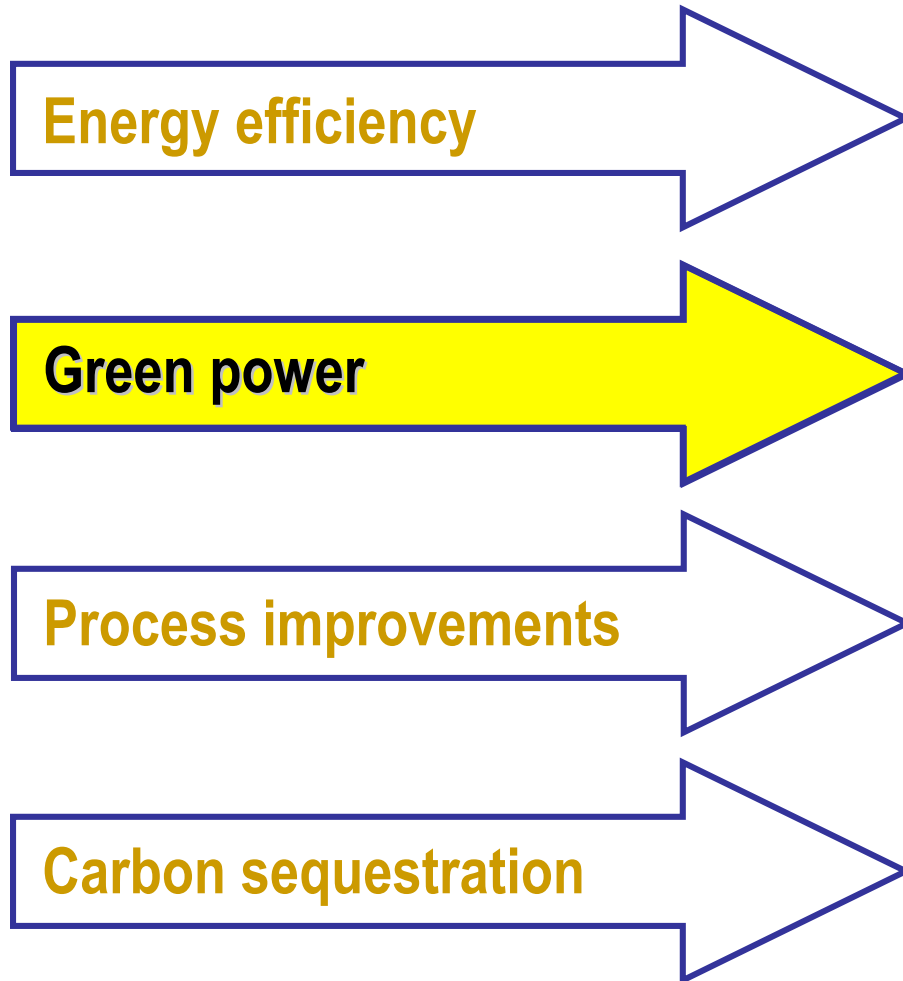 Energy efficiency
Green power
Process improvements
Carbon sequestration